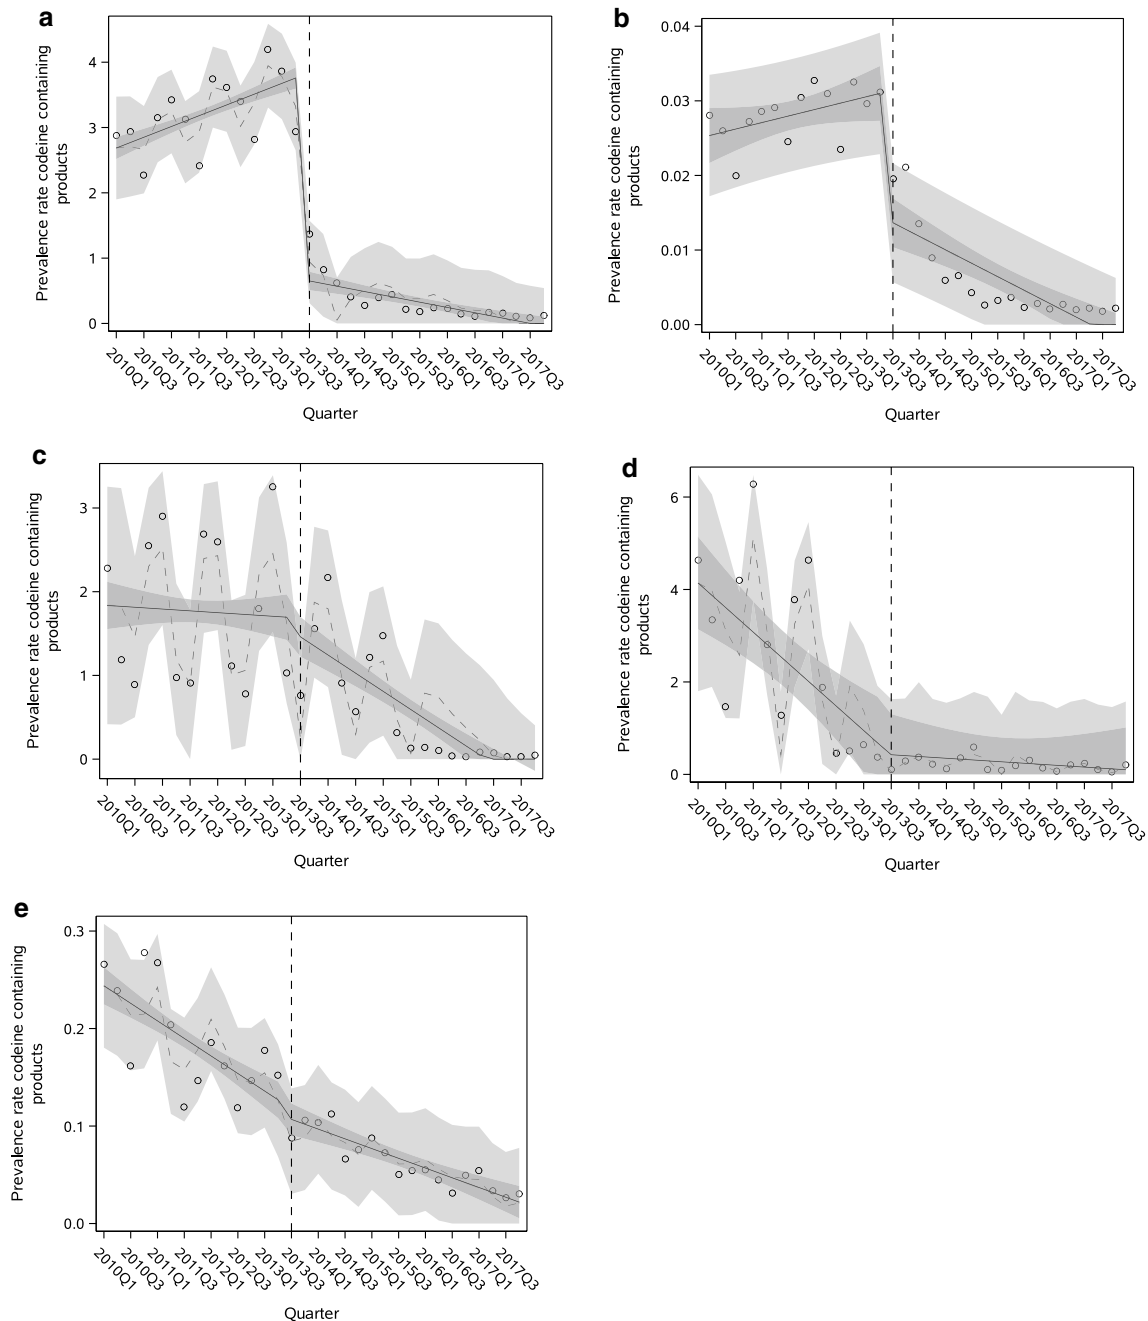 a
Prevalence rate codeine containing
products
4
3
2
1
0
2010Q1
2010Q3
2011Q1
2011Q3
2012Q1
2012Q3
2013Q1
2013Q3
2014Q1
2014Q3
2015Q1
2015Q3
2016Q1
2016Q3
2017Q1
2017Q3
Quarter
b
Prevalence rate codeine containing
products
0.04
0.03
0.02
0.01
0.00
2010Q1
2010Q3
2011Q1
2011Q3
2012Q1
2012Q3
2013Q1
2013Q3
2014Q1
2014Q3
2015Q1
2015Q3
2016Q1
2016Q3
2017Q1
2017Q3
Quarter
c
Prevalence rate codeine containing
products
3
2
1
0
2010Q1
2010Q3
2011Q1
2011Q3
2012Q1
2012Q3
2013Q1
2013Q3
2014Q1
2014Q3
2015Q1
2015Q3
2016Q1
2016Q3
2017Q1
2017Q3
Quarter
d
Prevalence rate codeine containing
products
6
4
2
0
2010Q1
2010Q3
2011Q1
2011Q3
2012Q1
2012Q3
2013Q1
2013Q3
2014Q1
2014Q3
2015Q1
2015Q3
2016Q1
2016Q3
2017Q1
2017Q3
Quarter
e
Prevalence rate codeine containing
products
0.3
0.2
0.1
0.0
2010Q1
2010Q3
2011Q1
2011Q3
2012Q1
2012Q3
2013Q1
2013Q3
2014Q1
2014Q3
2015Q1
2015Q3
2016Q1
2016Q3
2017Q1
2017Q3
Quarter